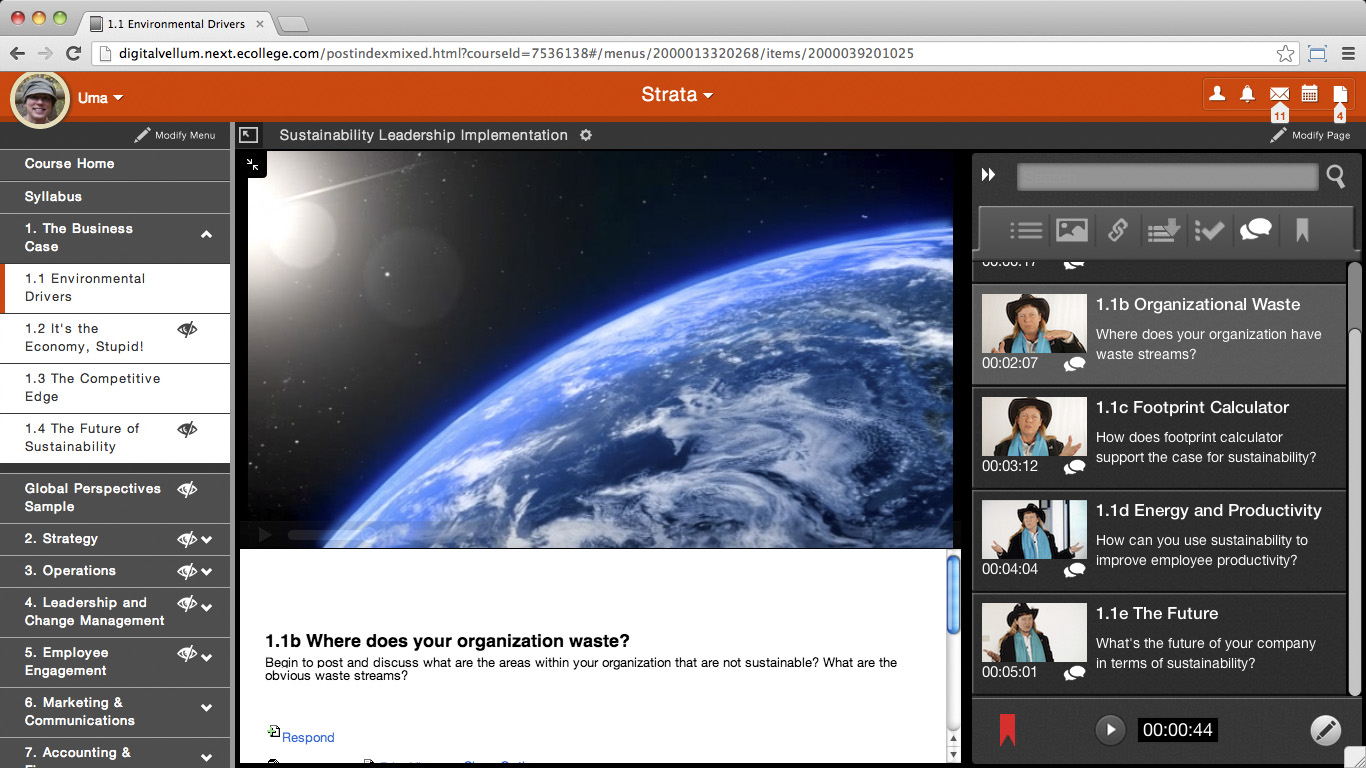 1.1 Environmental Drivers
digitalvellum.next.ecollege.com/postindexmixed.html?courseId=7536138#/menus/2000013320268/items/2000039201025
Uma
Strata
11
4
Modify Menu
Sustainability Leadership Implementation
Modify Page
Course Home
Syllabus
1. The Business
Case
1.1 Environmental
Drivers
1.2 It's the
Economy, Stupid!
1.3 The Competitive
Edge
1.4 The Future of
Sustainability
Global Perspectives
Sample
2. Strategy
3. Operations
4. Leadership and
Change Management
5. Employee
Engagement
6. Marketing &
Communications
7. Accounting &
1.1b Where does your organization waste?
Begin to post and discuss what are the areas within your organization that are not sustainable? What are the
obvious waste streams?
Respond
1.1b Organizational Waste
Where does your organization have
waste streams?
00:02:07
1.1c Footprint Calculator
How does footprint calculator
support the case for sustainability?
00:03:12
1.1d Energy and Productivity
How can you use sustainability to
improve employee productivity?
00:04:04
1.1e The Future
What's the future of your company
in terms of sustainability?
00:05:01
00:00:44